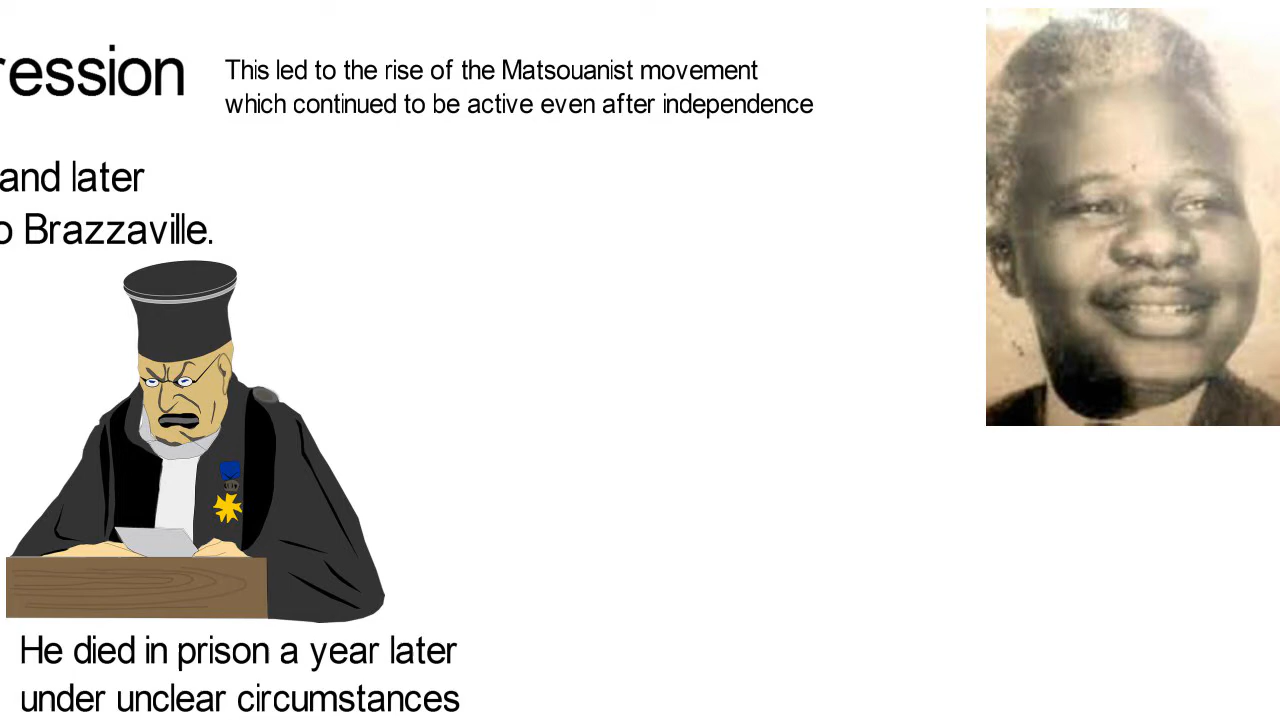 ression
This led to the rise of the Matsouanist movement
which continued to be active even after independence
and later
o Brazzaville.
He died in prison a year later
under unclear circumstances